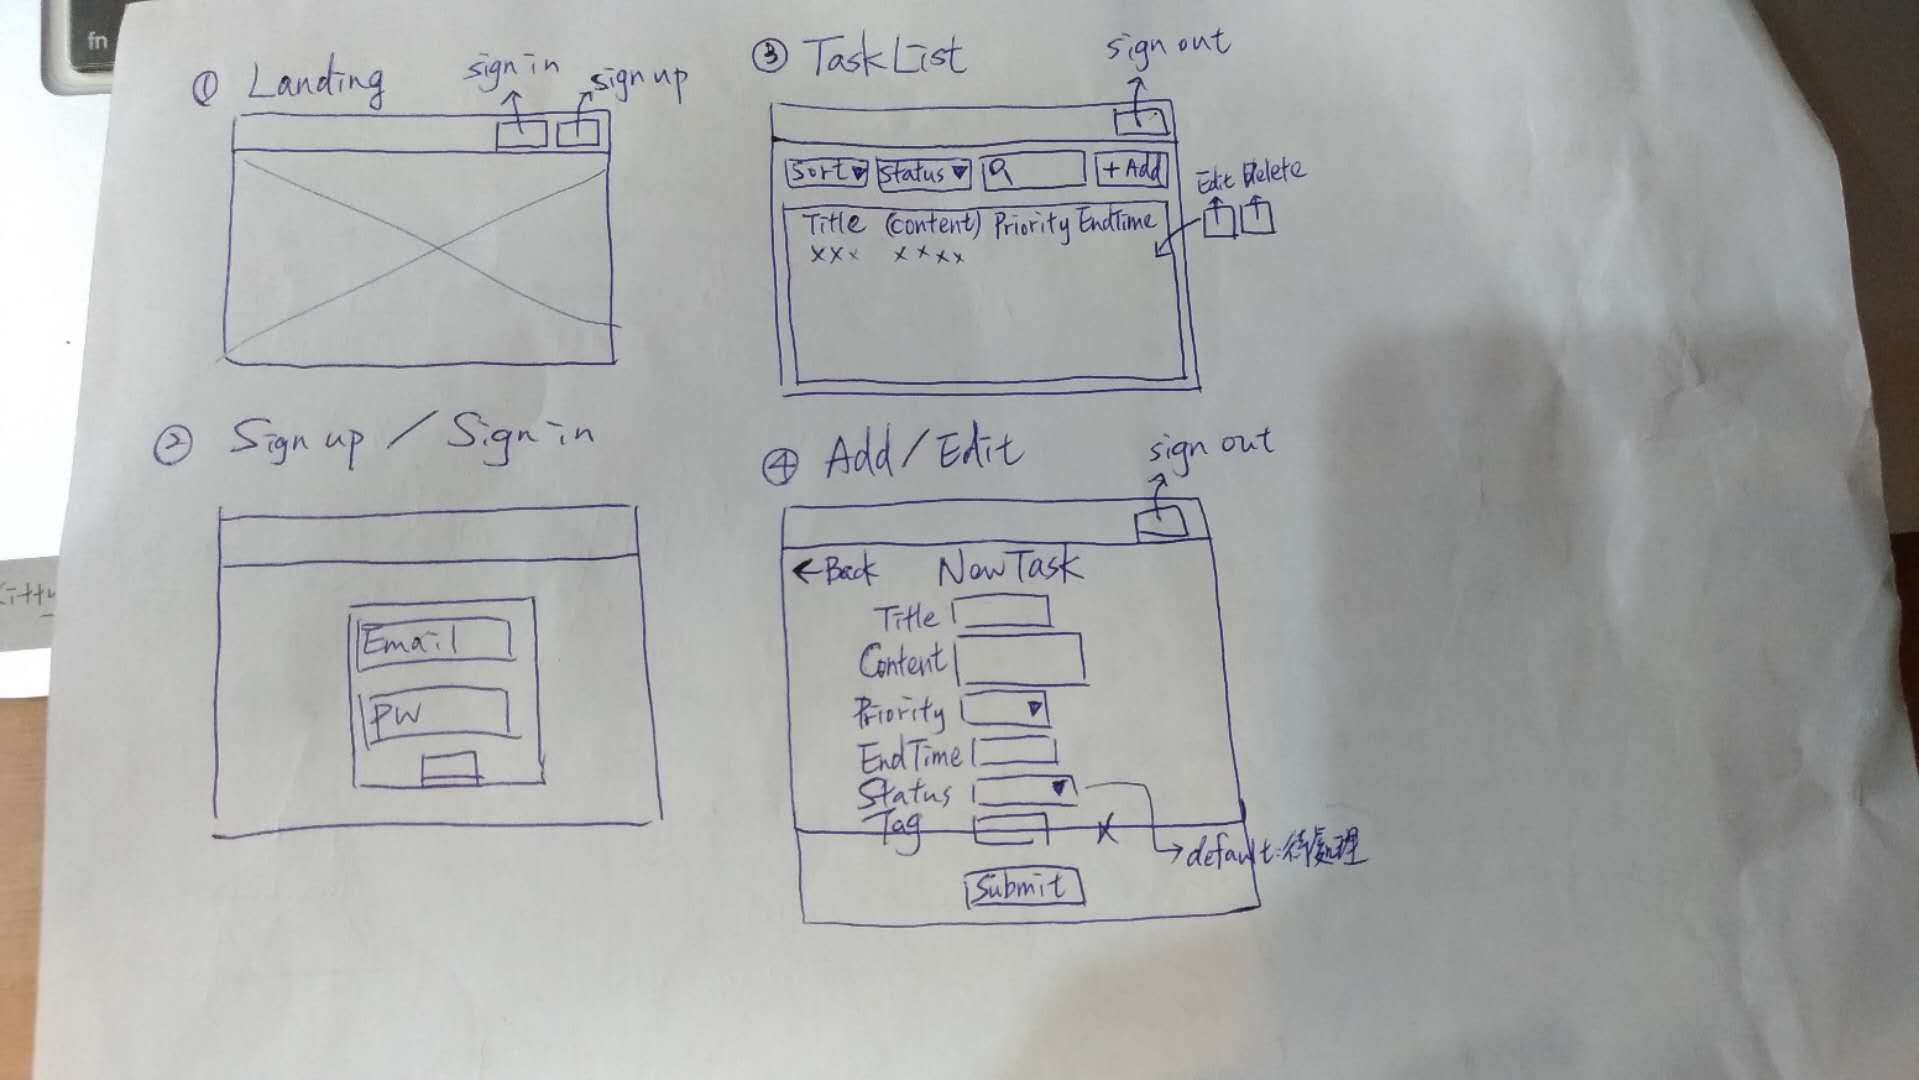 fn
① Landing
sign in
sign up
② Sign up / Sign in
Email
PW
③ Task List
sign out
Sort▼ Status▼ + Add
Edit Delete
Title (content) Priority EndTime
xxx xxxx
④ Add / Edit
sign out
←Back New Task
Title
Content
Priority ▼
EndTime
Status ▼
Tag X
default:待處理
Submit